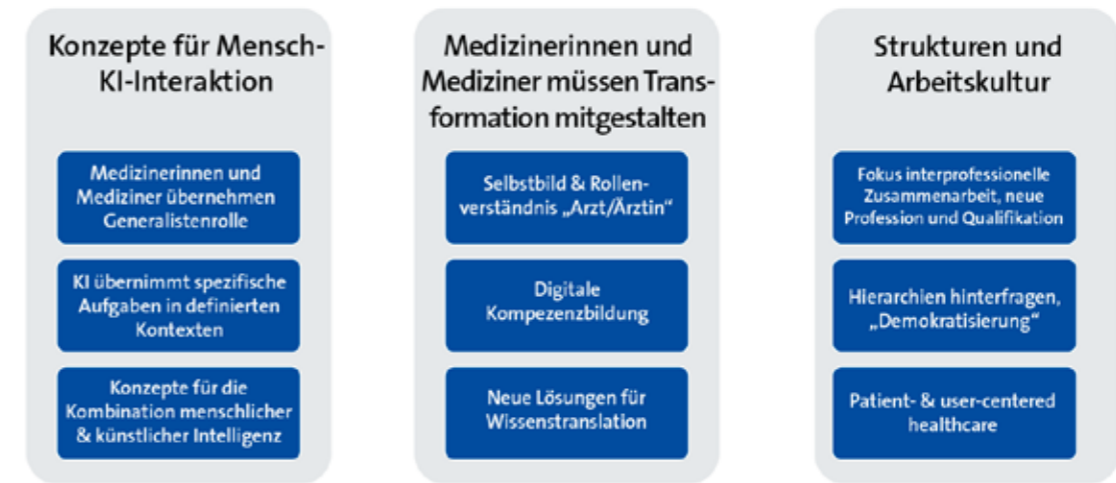 Konzepte für Mensch-
KI-Interaktion
Medizinerinnen und
Mediziner übernehmen
Generalistenrolle
KI übernimmt spezifische
Aufgaben in definierten
Kontexten
Konzepte für die
Kombination menschlicher
& künstlicher Intelligenz
Medizinerinnen und
Mediziner müssen Trans-
formation mitgestalten
Selbstbild & Rollen-
verständnis „Arzt/Ärztin“
Digitale
Kompezenzbildung
Neue Lösungen für
Wissenstranslation
Strukturen und
Arbeitskultur
Fokus interprofessionelle
Zusammenarbeit, neue
Profession und Qualifikation
Hierarchien hinterfragen,
„Demokratisierung“
Patient- & user-centered
healthcare